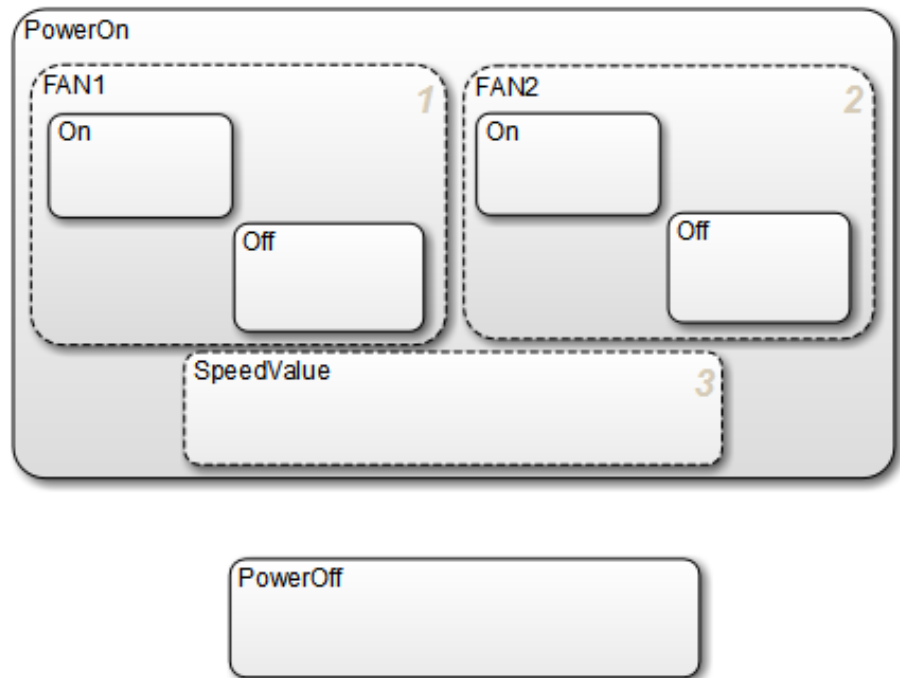 PowerOn
FAN1
1
On
Off
FAN2
2
On
Off
SpeedValue
3
PowerOff